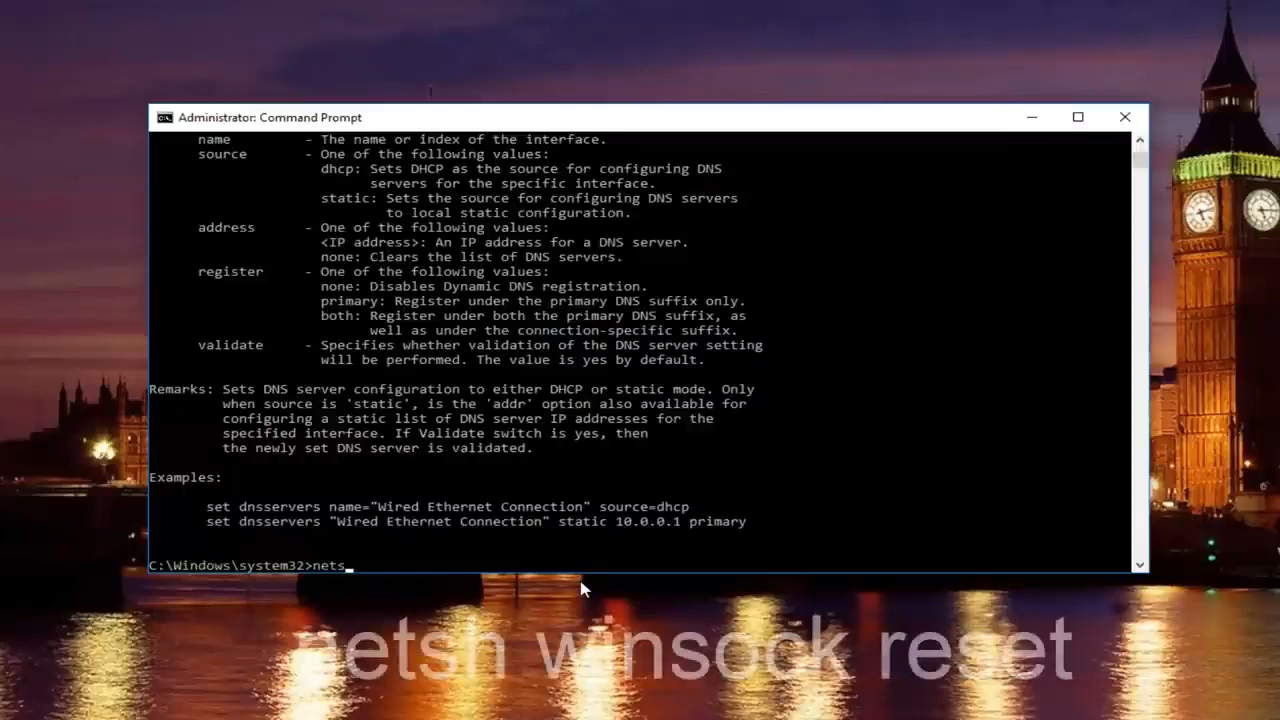 Administrator: Command Prompt
name - The name or index of the interface.
source - One of the following values:
dhcp: Sets DHCP as the source for configuring DNS
servers for the specific interface.
static: Sets the source for configuring DNS servers
to local static configuration.
address - One of the following values:
<IP address>: An IP address for a DNS server.
none: Clears the list of DNS servers.
register - One of the following values:
none: Disables Dynamic DNS registration.
primary: Register under the primary DNS suffix only.
both: Register under both the primary DNS suffix, as
well as under the connection-specific suffix.
validate - Specifies whether validation of the DNS server setting
will be performed. The value is yes by default.
Remarks: Sets DNS server configuration to either DHCP or static mode. Only
when source is 'static', is the 'addr' option also available for
configuring a static list of DNS server IP addresses for the
specified interface. If Validate switch is yes, then
the newly set DNS server is validated.
Examples:
set dnsservers name="Wired Ethernet Connection" source=dhcp
set dnsservers "Wired Ethernet Connection" static 10.0.0.1 primary
C:\Windows\system32>nets
netsh winsock reset